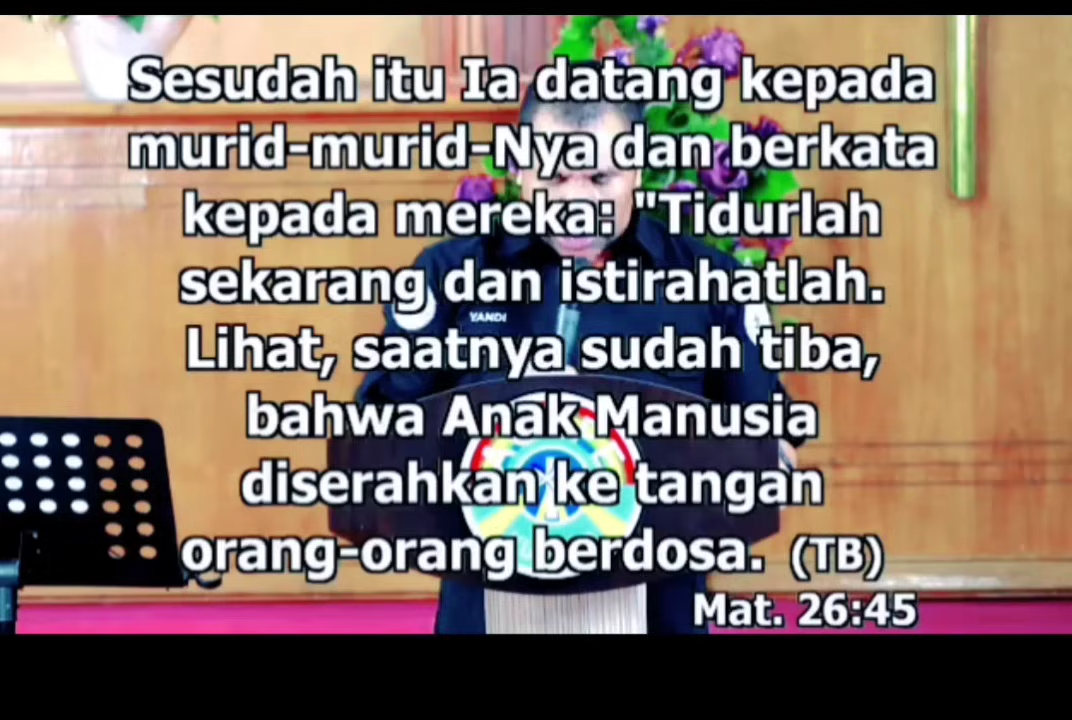 Sesudah itu Ia datang kepada
murid-murid-Nya dan berkata
kepada mereka: "Tidurlah
sekarang dan istirahatlah.
Lihat, saatnya sudah tiba,
bahwa Anak Manusia
diserahkan ke tangan
orang-orang berdosa. (TB)
Mat. 26:45
YANDI